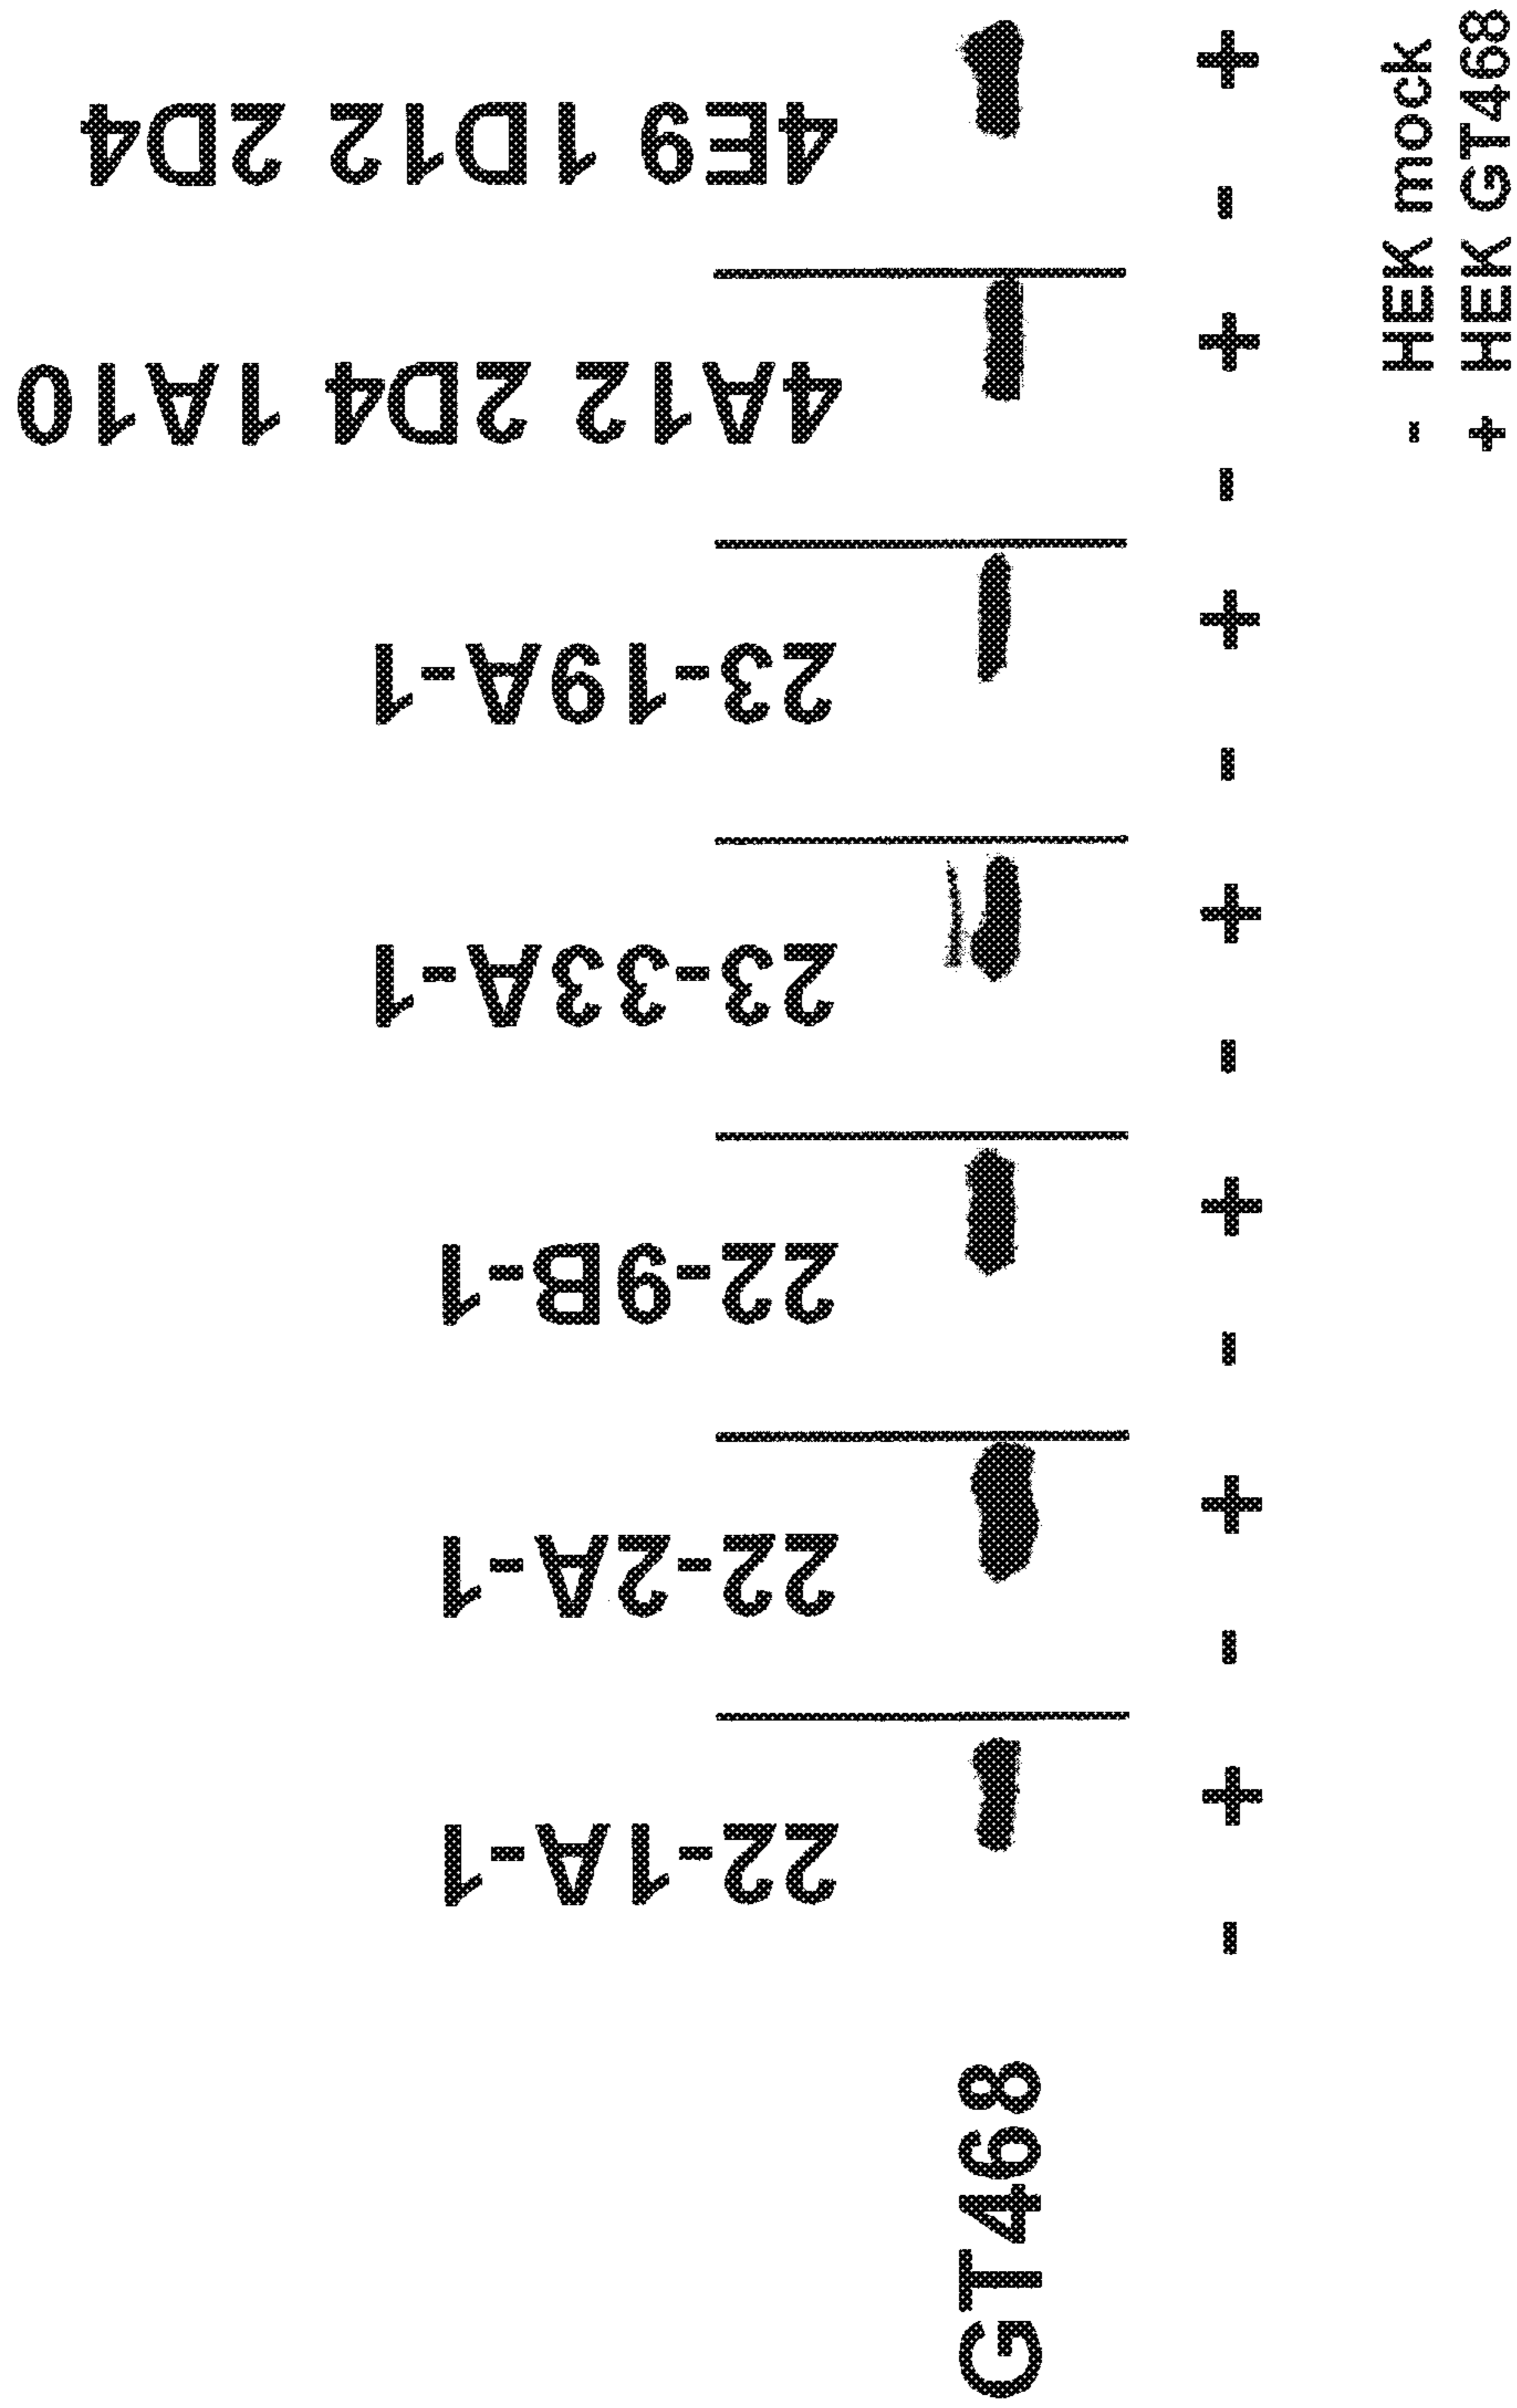 22-1A-1
22-2A-1
22-9B-1
23-33A-1
23-19A-1
4A12 2D4 1A10
4E9 1D12 2D4
GT468
- + - + - + - + - + - + - +
- HEK mock
+ HEK GT468